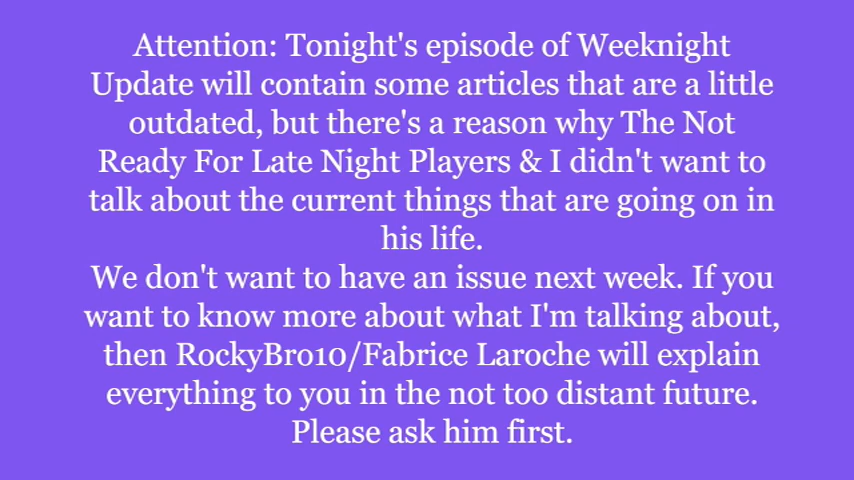 Attention: Tonight's episode of Weeknight
Update will contain some articles that are a little
outdated, but there's a reason why The Not
Ready For Late Night Players & I didn't want to
talk about the current things that are going on in
his life.
We don't want to have an issue next week. If you
want to know more about what I'm talking about,
then RockyBro10/Fabrice Laroche will explain
everything to you in the not too distant future.
Please ask him first.